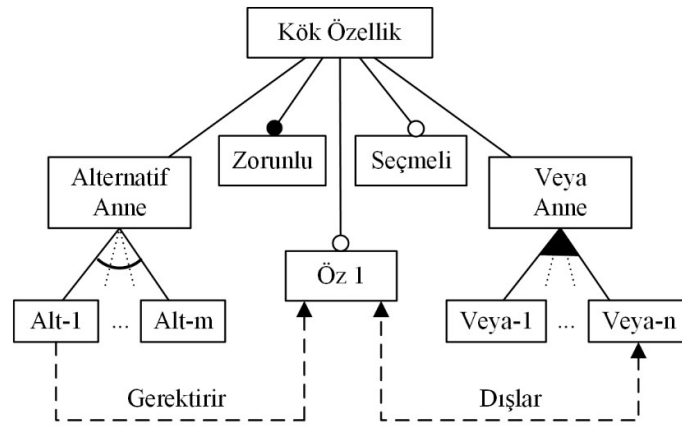 Kök Özellik
Zorunlu
Seçmeli
Alternatif
Anne
Veya
Anne
Öz 1
Alt-1
...
Alt-m
Veya-1
...
Veya-n
Gerektirir
Dışlar